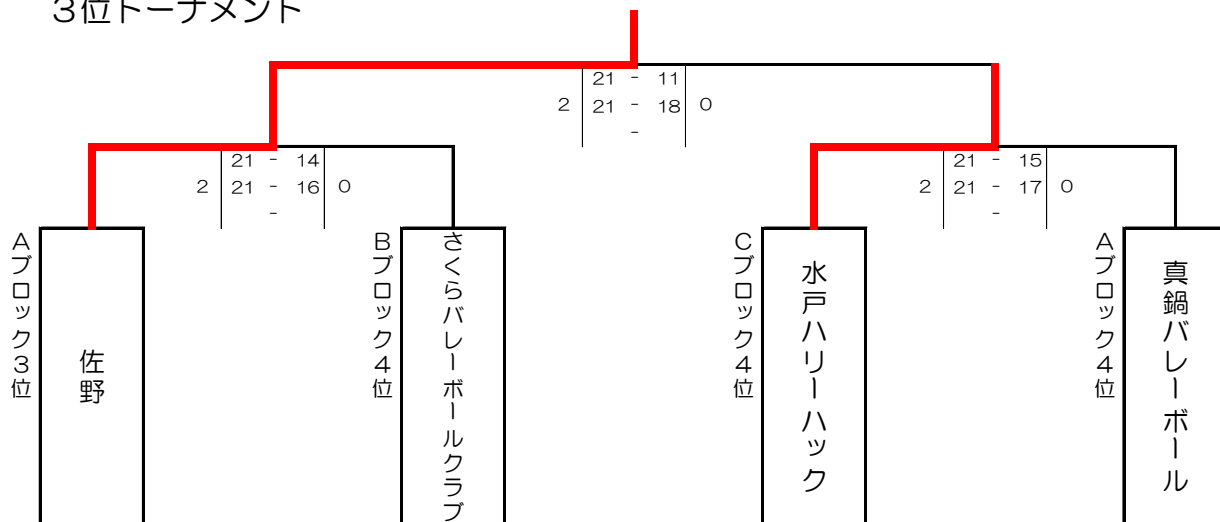 3位トーナメント
21 - 11
2 21 - 18 0
-
21 - 14
2 21 - 16 0
-
21 - 15
2 21 - 17 0
-
Aブロック3位
佐野
Bブロック4位
さくらバレーボールクラブ
Cブロック4位
水戸ハリーハック
Aブロック4位
真鍋バレーボール